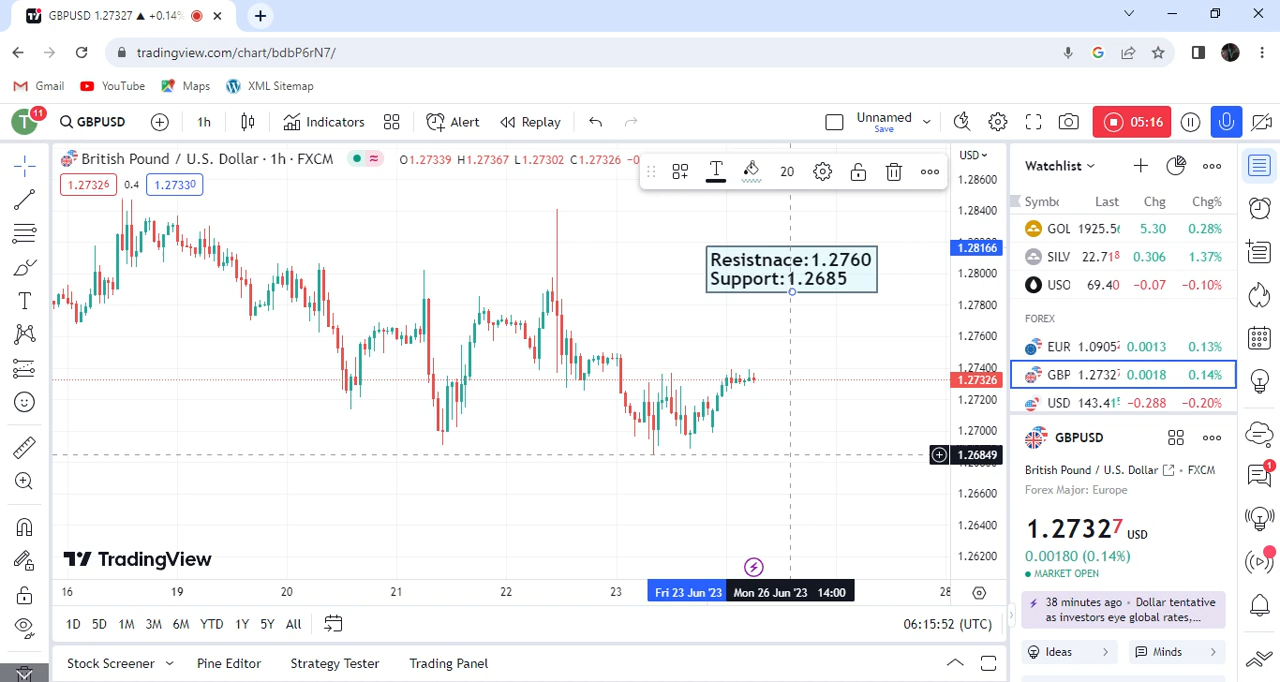 GBPUSD 1.27327 ▲ +0.14%
tradingview.com/chart/bdbP6rN7/
Gmail YouTube Maps XML Sitemap
T 11 GBPUSD 1h Indicators Alert Replay Unnamed Save 05:16
British Pound / U.S. Dollar · 1h · FXCM O1.27339 H1.27367 L1.27302 C1.27326
1.27326 0.4 1.27330
20
USD
Resistnace:1.2760
Support:1.2685
1.28600
1.28400
1.28166
1.28000
1.27800
1.27600
1.27400
1.27326
1.27200
1.27000
1.26849
1.26600
1.26400
1.26200
TradingView
16 19 20 21 22 23 Fri 23 Jun '23 Mon 26 Jun '23 14:00 28
1D 5D 1M 3M 6M YTD 1Y 5Y All 06:15:52 (UTC)
Stock Screener Pine Editor Strategy Tester Trading Panel
Watchlist
Symbo Last Chg Chg%
GOL 1925.56 5.30 0.28%
SILV 22.718 0.306 1.37%
USO 69.40 −0.07 −0.10%
FOREX
EUR 1.09052 0.0013 0.13%
GBP 1.27327 0.0018 0.14%
USD 143.415 −0.288 −0.20%
GBPUSD
British Pound / U.S. Dollar · FXCM
Forex Major: Europe
1.27327 USD
0.00180 (0.14%)
MARKET OPEN
38 minutes ago · Dollar tentative
as investors eye global rates,...
Ideas Minds
1